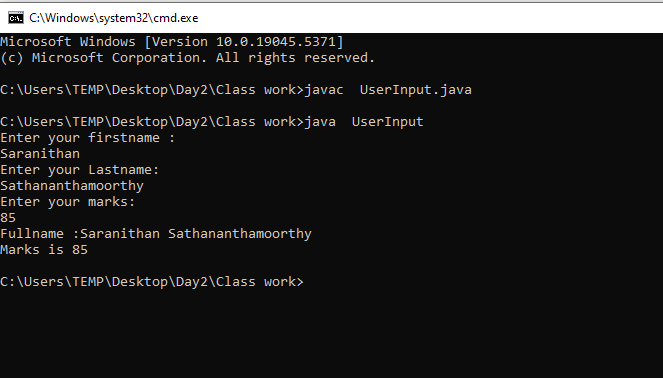 C:\Windows\system32\cmd.exe
Microsoft Windows [Version 10.0.19045.5371]
(c) Microsoft Corporation. All rights reserved.
C:\Users\TEMP\Desktop\Day2\Class work>javac  UserInput.java
C:\Users\TEMP\Desktop\Day2\Class work>java  UserInput
Enter your firstname :
Saranithan
Enter your Lastname:
Sathananthamoorthy
Enter your marks:
85
Fullname :Saranithan Sathananthamoorthy
Marks is 85
C:\Users\TEMP\Desktop\Day2\Class work>